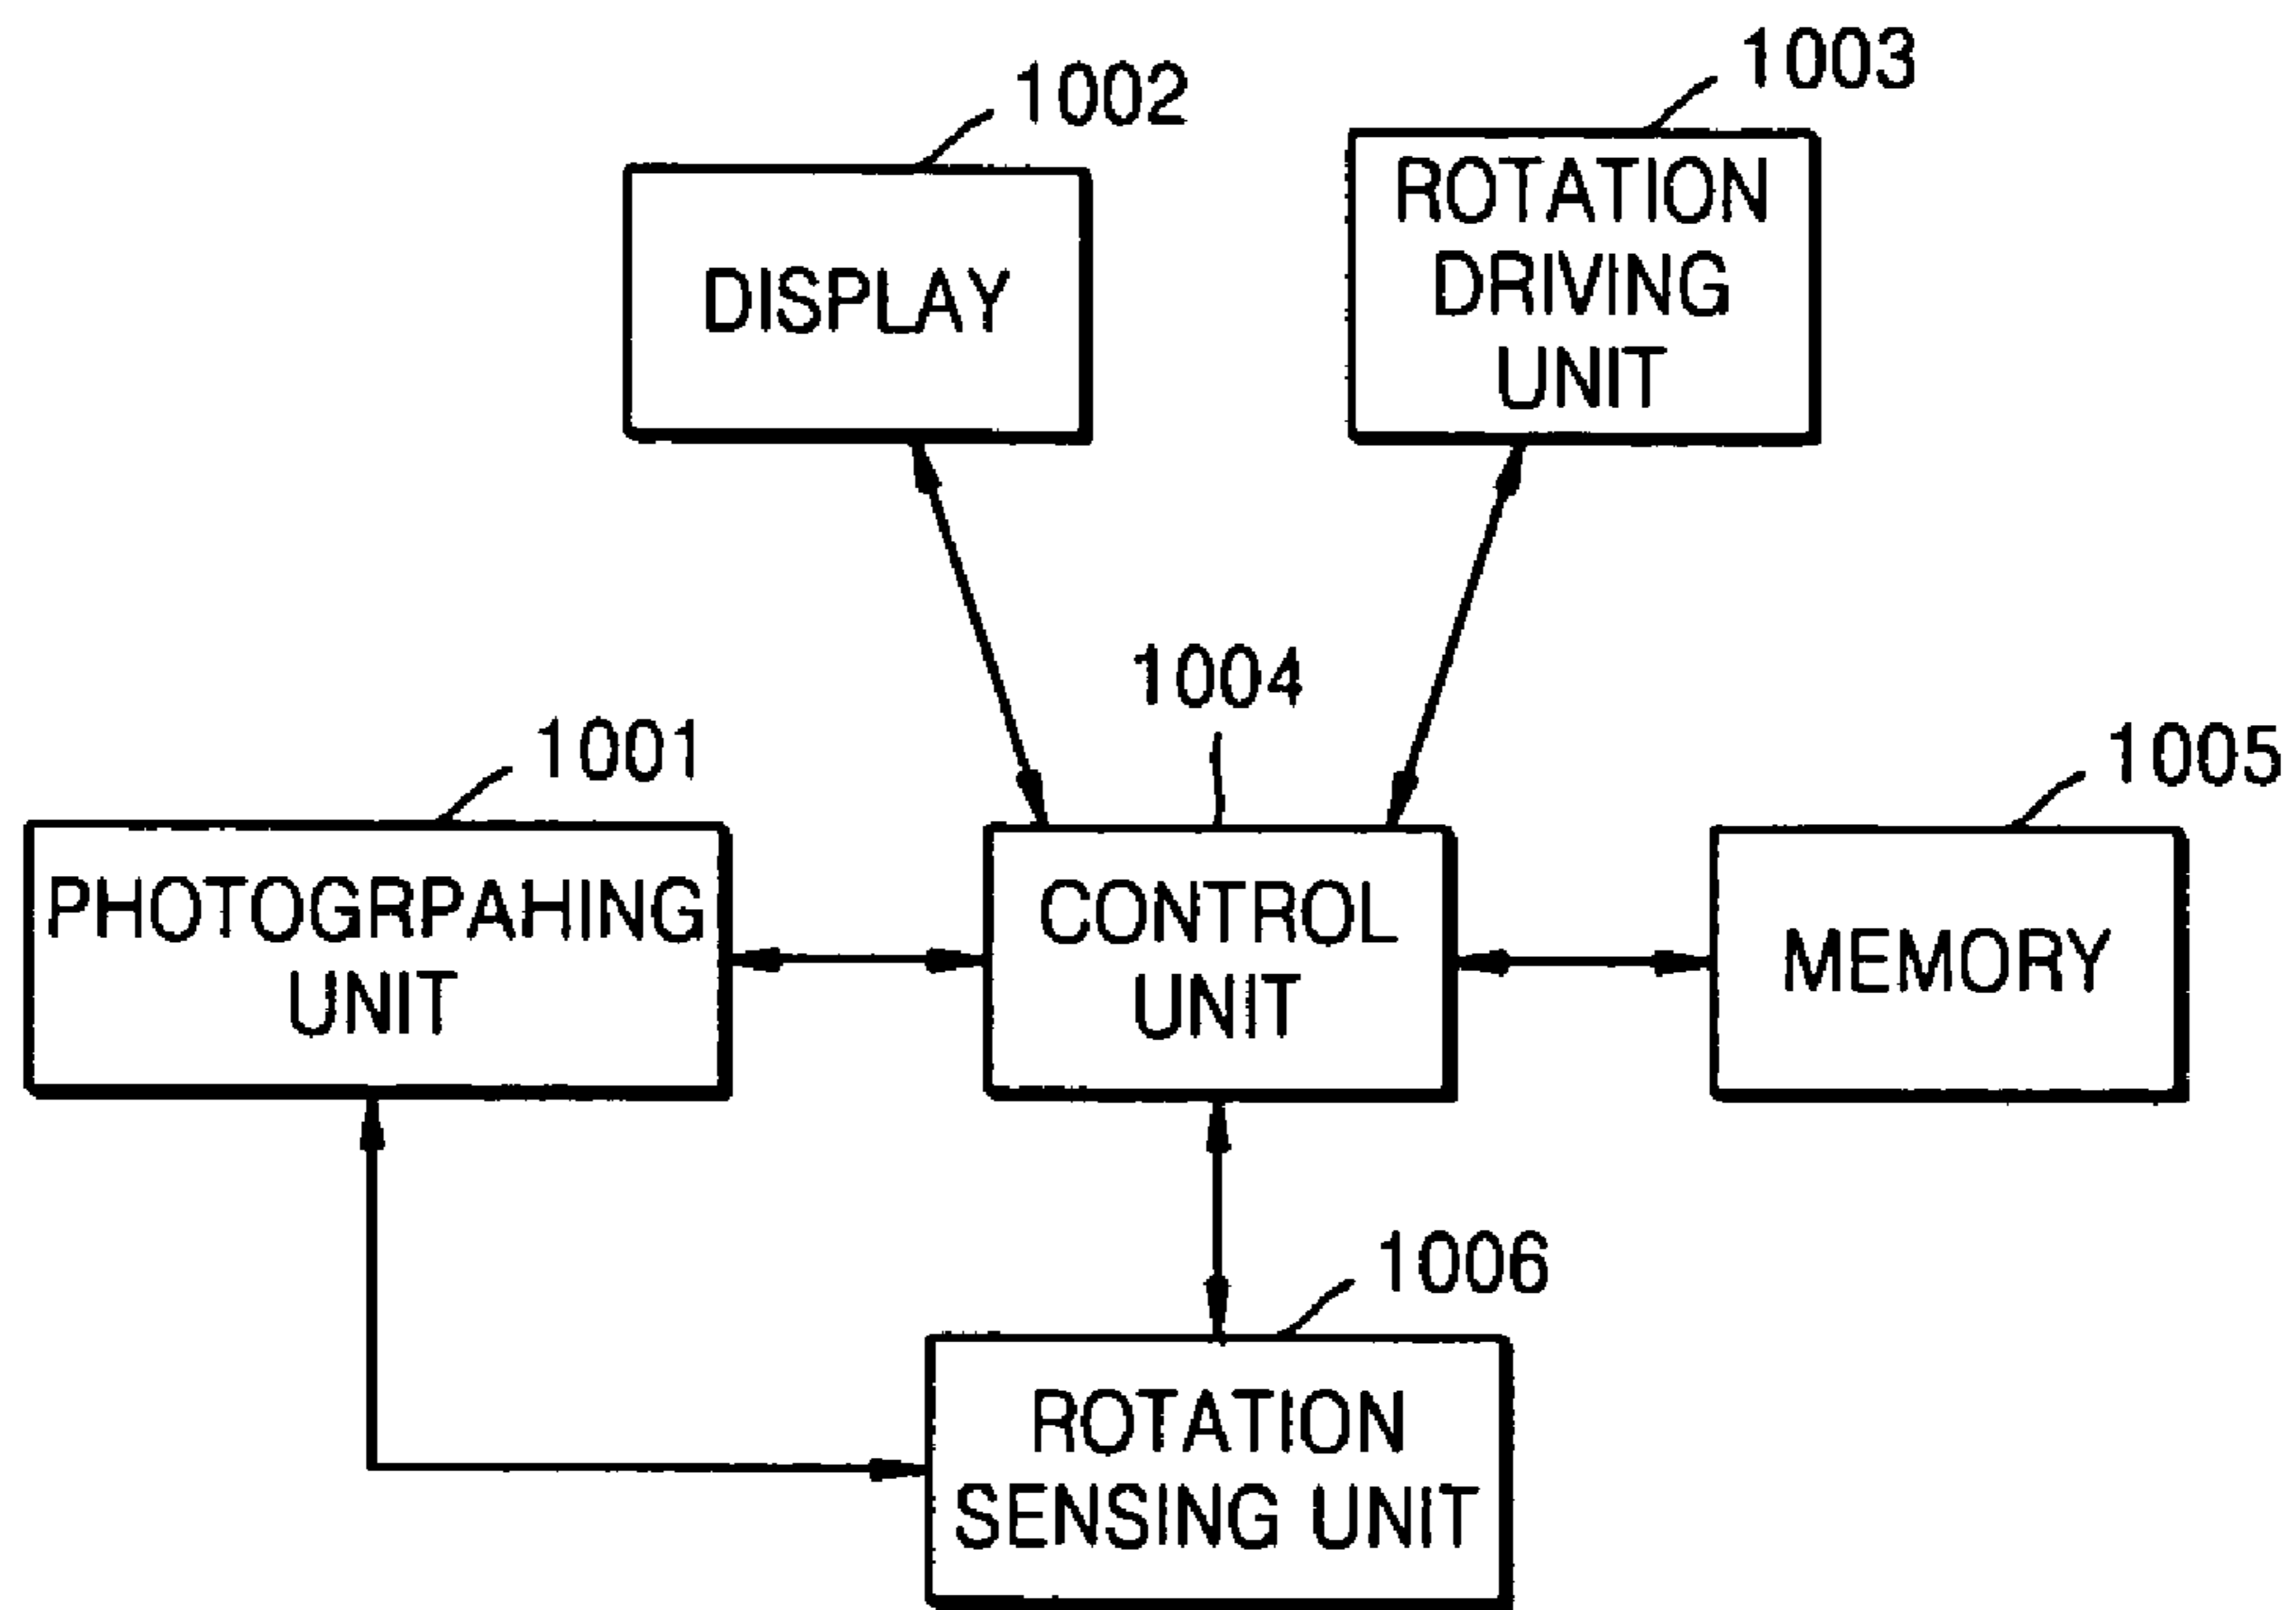 1002
1003
DISPLAY
ROTATION
DRIVING
UNIT
1004
1001
1005
PHOTOGRPAHING
UNIT
CONTROL
UNIT
MEMORY
1006
ROTATION
SENSING UNIT